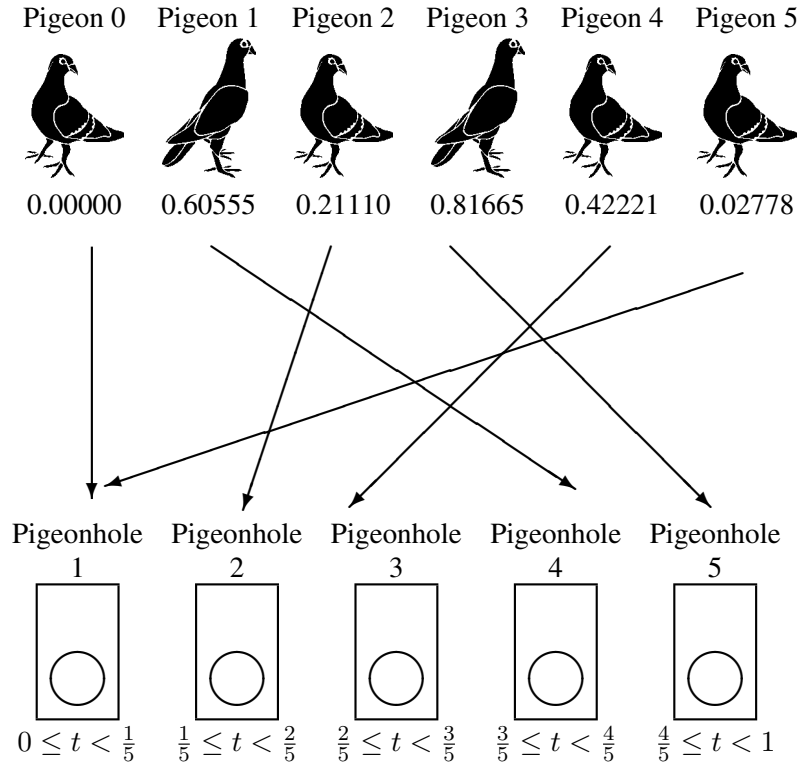 Pigeon 0 Pigeon 1 Pigeon 2 Pigeon 3 Pigeon 4 Pigeon 5
0.00000 0.60555 0.21110 0.81665 0.42221 0.02778
Pigeonhole Pigeonhole Pigeonhole Pigeonhole Pigeonhole
1 2 3 4 5
0 ≤ t < 1/5 1/5 ≤ t < 2/5 2/5 ≤ t < 3/5 3/5 ≤ t < 4/5 4/5 ≤ t < 1